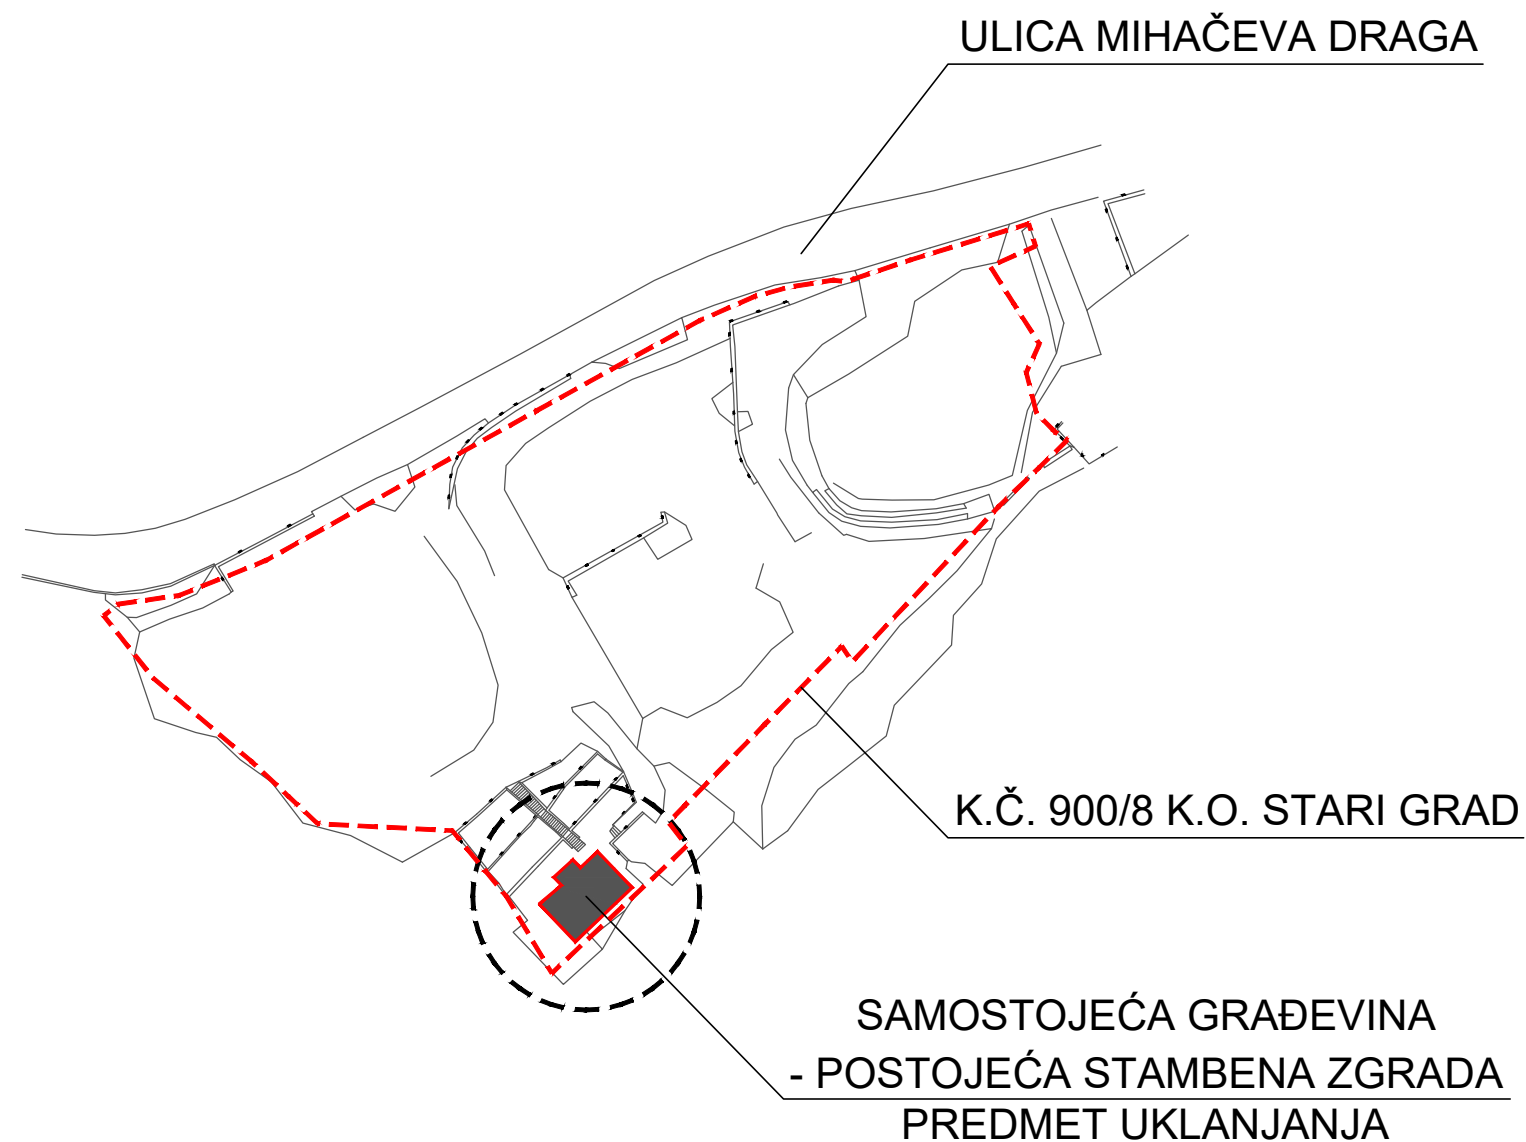 ULICA MIHAČEVA DRAGA
K.Č. 900/8 K.O. STARI GRAD
SAMOSTOJEĆA GRAĐEVINA
- POSTOJEĆA STAMBENA ZGRADA
PREDMET UKLANJANJA